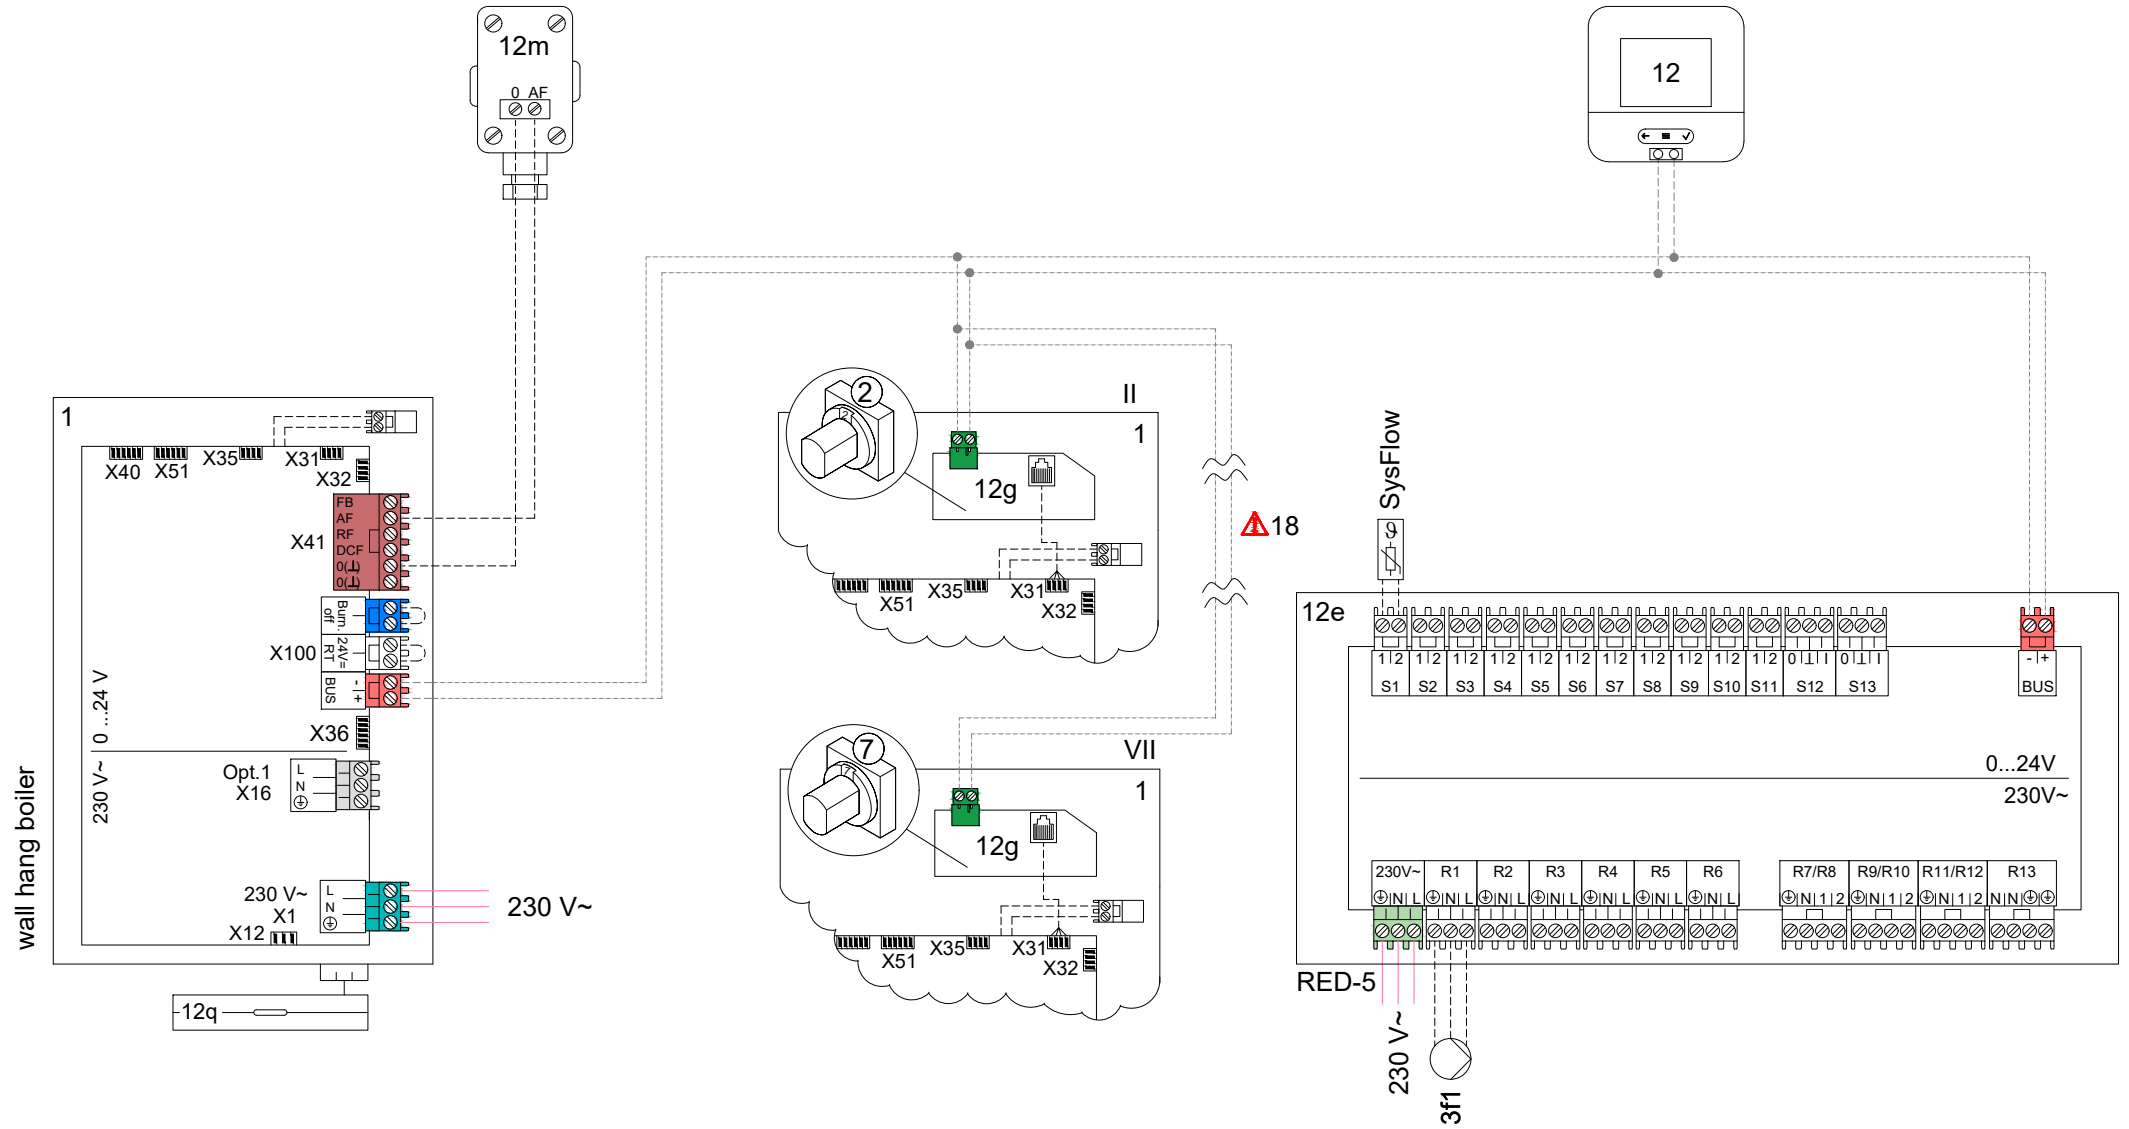 12m
0 AF
12
1
X40
X51
X35
X31
X32
FB
AF
RF
DCF
0(⊥)
0(⊥)
X41
Burn.
off
24V=
RT
X100
BUS
-
+
X36
0 ...24 V
230 V~
Opt.1
X16
L
N
230 V~
X1
L
N
X12
230 V~
wall hang boiler
12q
2
2
II
1
12g
X51
X35
X31
X32
18
7
7
VII
1
12g
X51
X35
X31
X32
SysFlow
ϑ
12e
1|2 1|2 1|2 1|2 1|2 1|2 1|2 1|2 1|2 1|2 1|2 0|⊥|I 0|⊥|I
S1 S2 S3 S4 S5 S6 S7 S8 S9 S10 S11 S12 S13
- | +
BUS
0...24V
230V~
230V~ R1 R2 R3 R4 R5 R6 R7/R8 R9/R10 R11/R12 R13
⏚|N|L ⏚|N|L ⏚|N|L ⏚|N|L ⏚|N|L ⏚|N|L ⏚|N|L ⏚|N|1|2 ⏚|N|1|2 ⏚|N|1|2 N|N|⏚|⏚
RED-5
230 V~
3f1